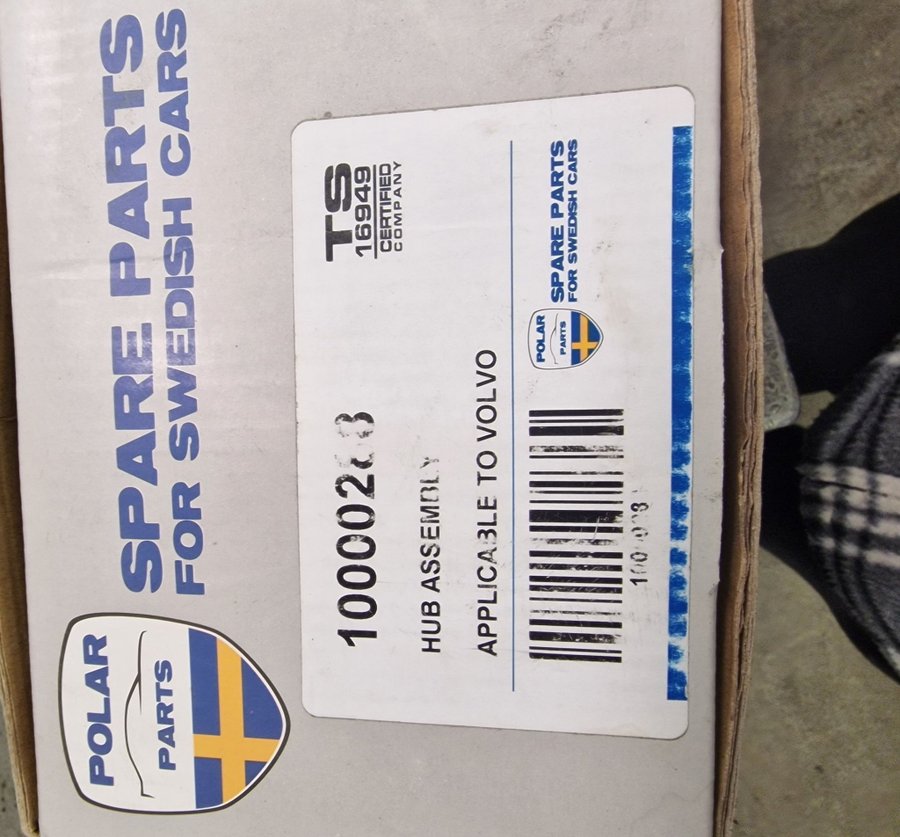 POLAR
PARTS
SPARE PARTS
FOR SWEDISH CARS
TS
16949
CERTIFIED
COMPANY
HUB ASSEMBLY
APPLICABLE TO VOLVO
POLAR
PARTS
SPARE PARTS
FOR SWEDISH CARS